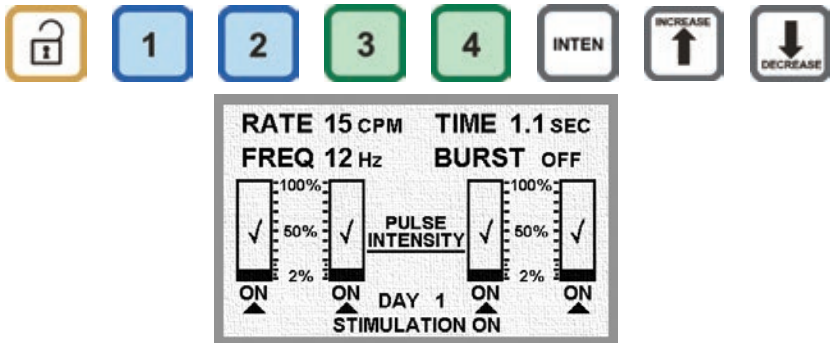 1 2 3 4 INTEN INCREASE DECREASE
RATE 15 CPM TIME 1.1 SEC
FREQ 12 Hz BURST OFF
100% 100%
✓ 50% ✓ PULSE INTENSITY ✓ 50% ✓
2% 2%
ON ON DAY 1 ON ON
STIMULATION ON